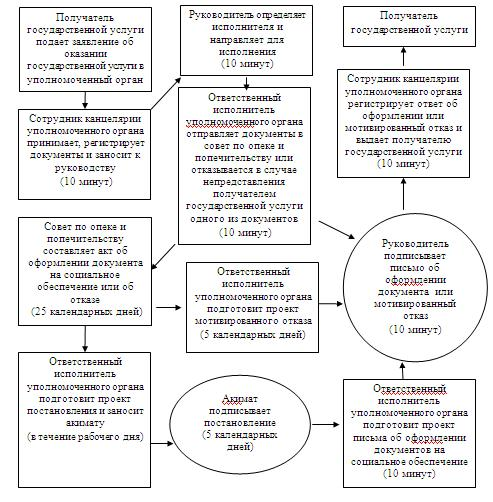 Получатель
государственной услуги
подает заявление об
оказании
государственной услуги в
уполномоченный орган
Сотрудник канцелярии
уполномоченного органа
принимает, регистрирует
документы и заносит к
руководству
(10 минут)
Руководитель определяет
исполнителя и
направляет для
исполнения
(10 минут)
Ответственный
исполнитель
уполномоченного органа
отправляет документы в
совет по опеке и
попечительству или
отказывается в случае
непредставления
получателем
государственной услуги
одного из документов
(10 минут)
Совет по опеке и
попечительству
составляет акт об
оформлении документа
на социальное
обеспечение или об
отказе
(25 календарных дней)
Ответственный
исполнитель
уполномоченного органа
подготовит проект
мотивированного отказа
(5 календарных дней)
Ответственный
исполнитель
уполномоченного органа
подготовит проект
постановления и заносит
акимату
(в течение рабочего дня)
Акимат
подписывает
постановление
(5 календарных
дней)
Ответственный
исполнитель
уполномоченного органа
подготовит проект
письма об оформлении
документов на
социальное обеспечение
(10 минут)
Руководитель
подписывает
письмо об
оформлении
документа или
мотивированный
отказ
(10 минут)
Сотрудник канцелярии
уполномоченного органа
регистрирует ответ об
оформлении или
мотивированный отказ и
выдает получателю
государственной услуги
(10 минут)
Получатель
государственной услуги